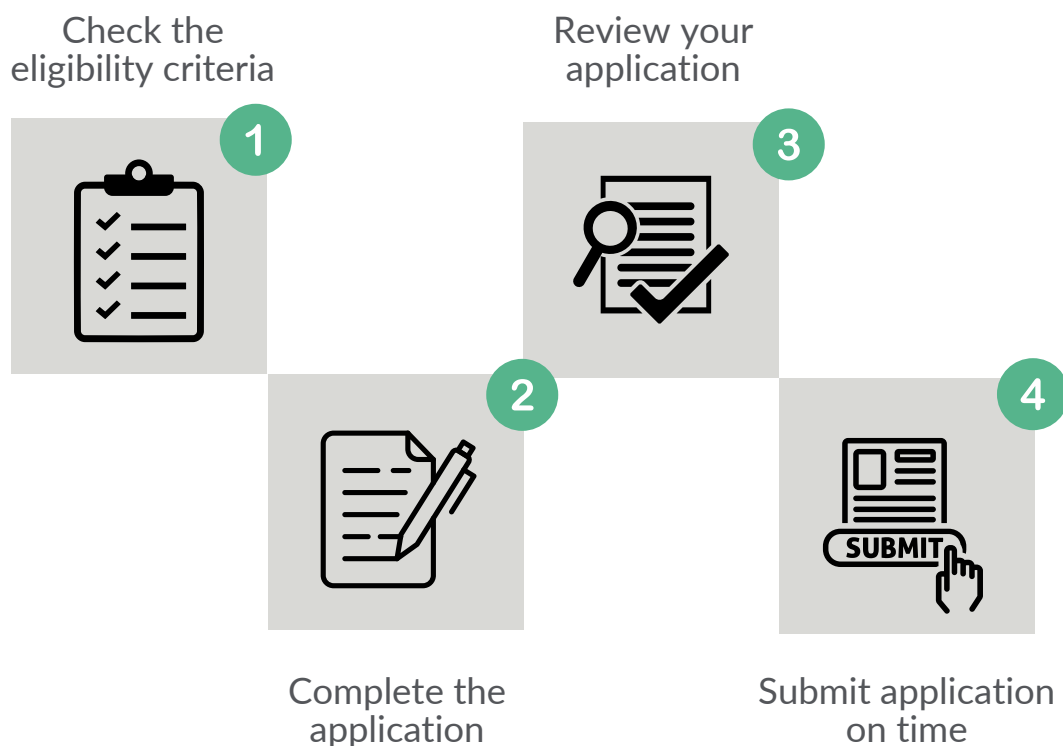 Check the
eligibility criteria
1
2
Complete the
application
Review your
application
3
4
SUBMIT
Submit application
on time